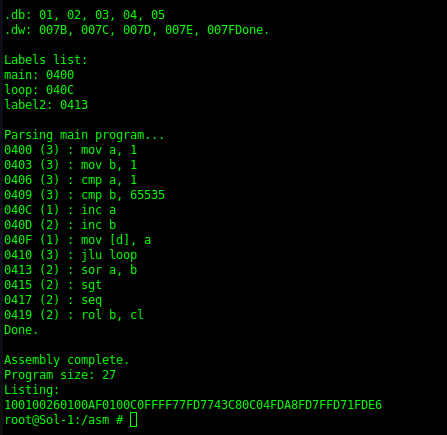 .db: 01, 02, 03, 04, 05
.dw: 007B, 007C, 007D, 007E, 007FDone.

Labels list:
main: 0400
loop: 040C
label2: 0413

Parsing main program...
0400 (3) : mov a, 1
0403 (3) : mov b, 1
0406 (3) : cmp a, 1
0409 (3) : cmp b, 65535
040C (1) : inc a
040D (2) : inc b
040F (1) : mov [d], a
0410 (3) : jlu loop
0413 (2) : sor a, b
0415 (2) : sgt
0417 (2) : seq
0419 (2) : rol b, cl
Done.

Assembly complete.
Program size: 27
Listing:
100100260100AF0100C0FFFF77FD7743C80C04FDA8FD7FFD71FDE6
root@Sol-1:/asm #